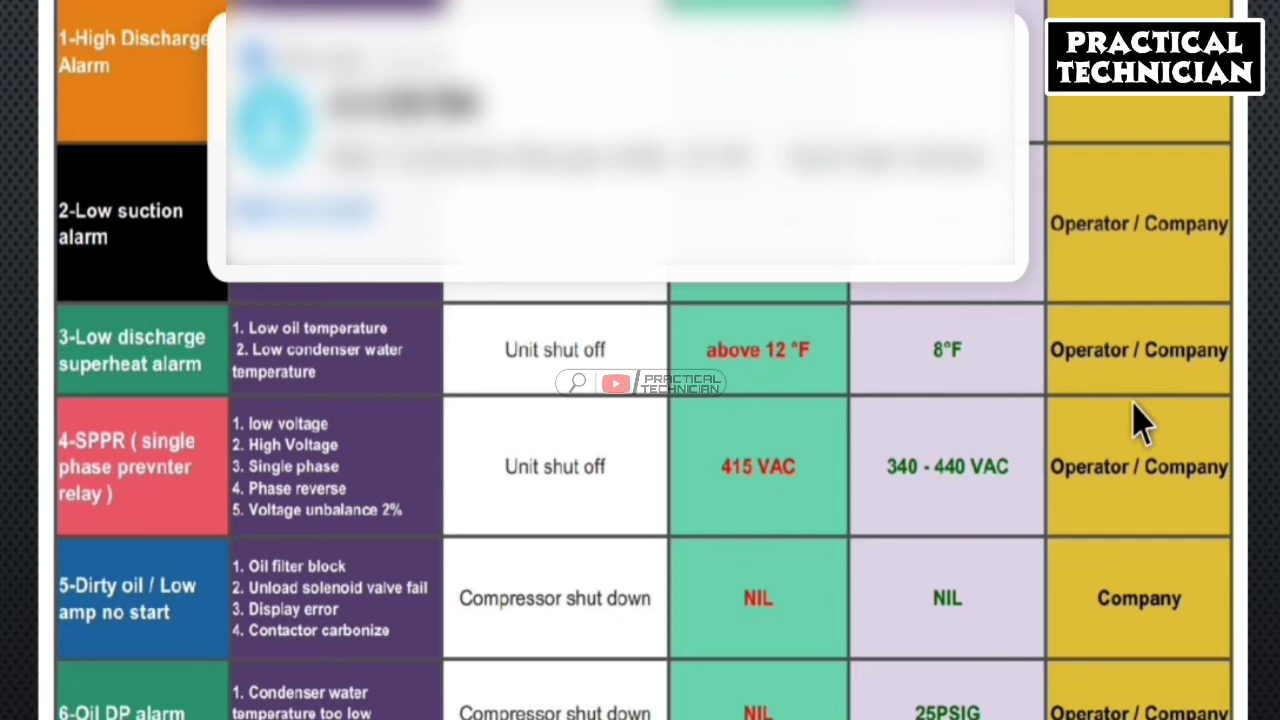 PRACTICAL
TECHNICIAN
1-High Discharge
Alarm
2-Low suction
alarm
Operator / Company
3-Low discharge
superheat alarm
1. Low oil temperature
2. Low condenser water
temperature
Unit shut off
above 12 °F
8°F
Operator / Company
PRACTICAL
TECHNICIAN
4-SPPR ( single
phase prevnter
relay )
1. low voltage
2. High Voltage
3. Single phase
4. Phase reverse
5. Voltage unbalance 2%
Unit shut off
415 VAC
340 - 440 VAC
Operator / Company
5-Dirty oil / Low
amp no start
1. Oil filter block
2. Unload solenoid valve fail
3. Display error
4. Contactor carbonize
Compressor shut down
NIL
NIL
Company
6-Oil DP alarm
1. Condenser water
temperature too low
Compressor shut down
NIL
25PSIG
Operator / Company